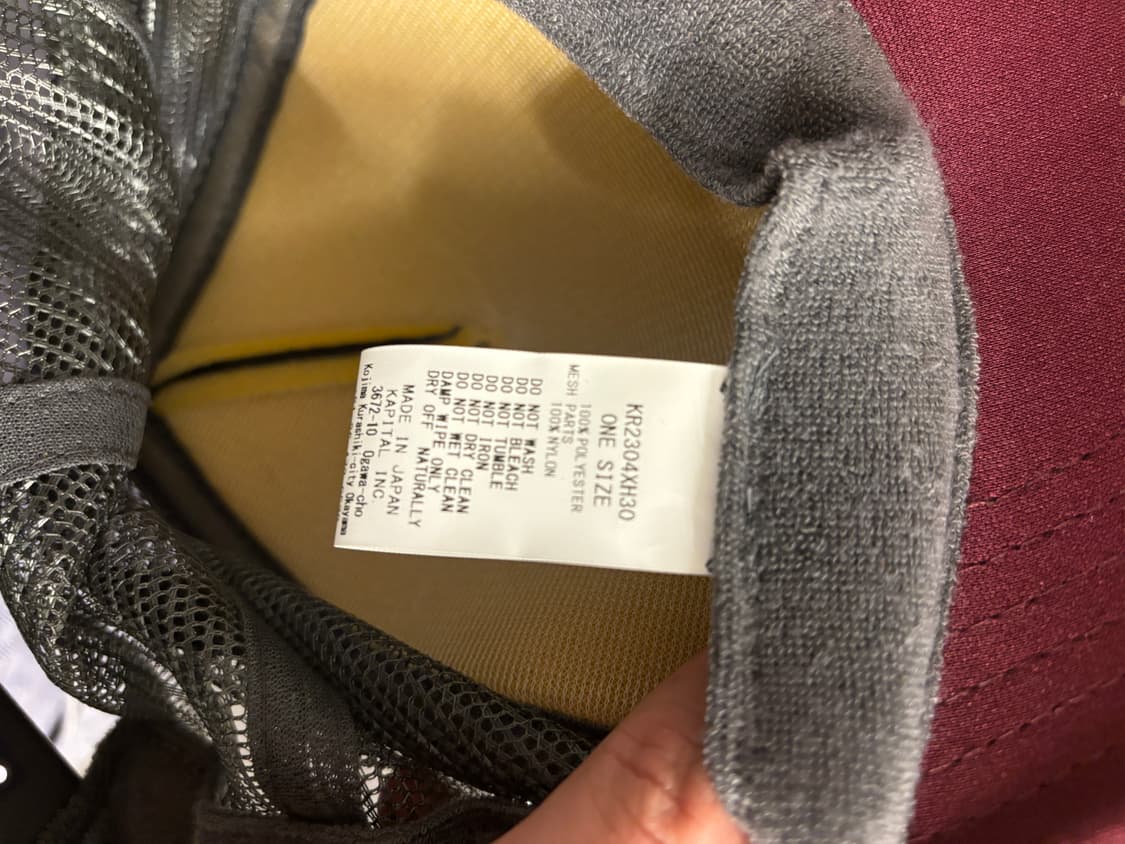 KR2304XH30
ONE SIZE
100% POLYESTER
MESH PARTS
100% NYLON
DO NOT WASH
DO NOT BLEACH
DO NOT TUMBLE
DO NOT IRON
DO NOT DRY CLEAN
DO NOT WET CLEAN
DAMP WIPE ONLY
DRY OFF NATURALLY
MADE IN JAPAN
KAPITAL INC.
3672-10 Ogawa-cho
Kojima Kurashiki-city Okayama